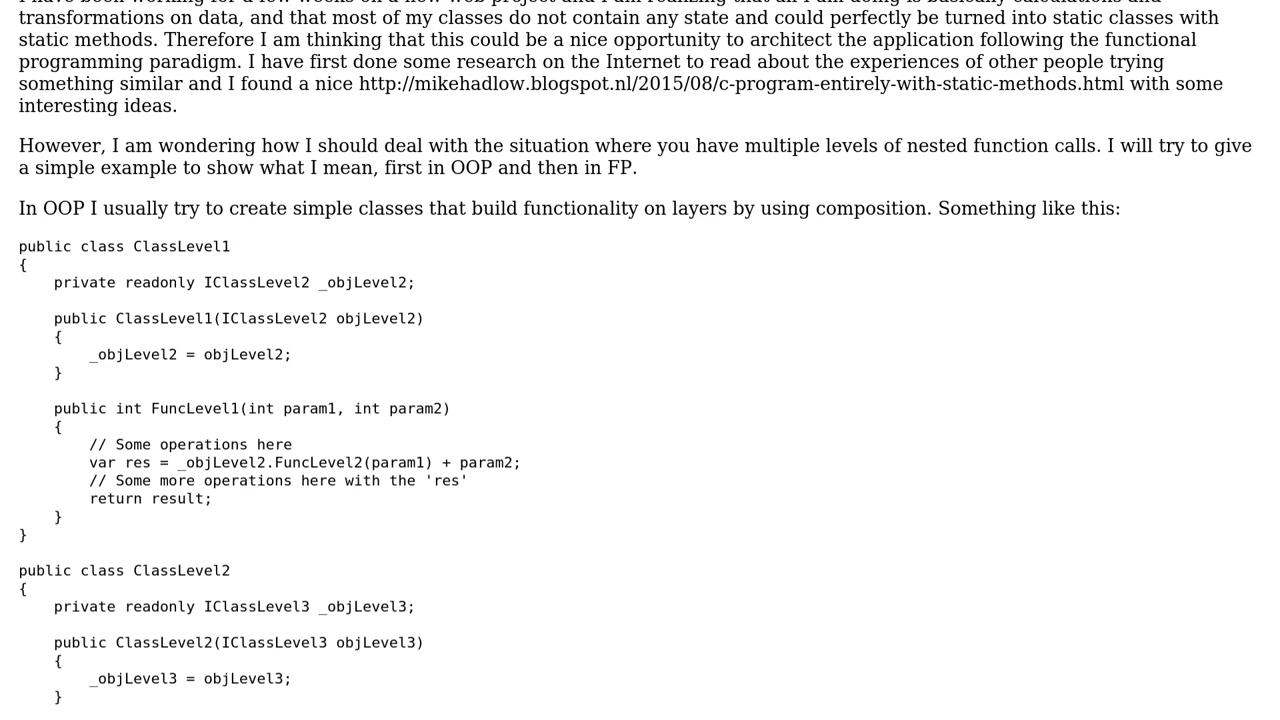 transformations on data, and that most of my classes do not contain any state and could perfectly be turned into static classes with
static methods. Therefore I am thinking that this could be a nice opportunity to architect the application following the functional
programming paradigm. I have first done some research on the Internet to read about the experiences of other people trying
something similar and I found a nice http://mikehadlow.blogspot.nl/2015/08/c-program-entirely-with-static-methods.html with some
interesting ideas.
However, I am wondering how I should deal with the situation where you have multiple levels of nested function calls. I will try to give
a simple example to show what I mean, first in OOP and then in FP.
In OOP I usually try to create simple classes that build functionality on layers by using composition. Something like this:
public class ClassLevel1
{
    private readonly IClassLevel2 _objLevel2;
    public ClassLevel1(IClassLevel2 objLevel2)
    {
        _objLevel2 = objLevel2;
    }
    public int FuncLevel1(int param1, int param2)
    {
        // Some operations here
        var res = _objLevel2.FuncLevel2(param1) + param2;
        // Some more operations here with the 'res'
        return result;
    }
}
public class ClassLevel2
{
    private readonly IClassLevel3 _objLevel3;
    public ClassLevel2(IClassLevel3 objLevel3)
    {
        _objLevel3 = objLevel3;
    }